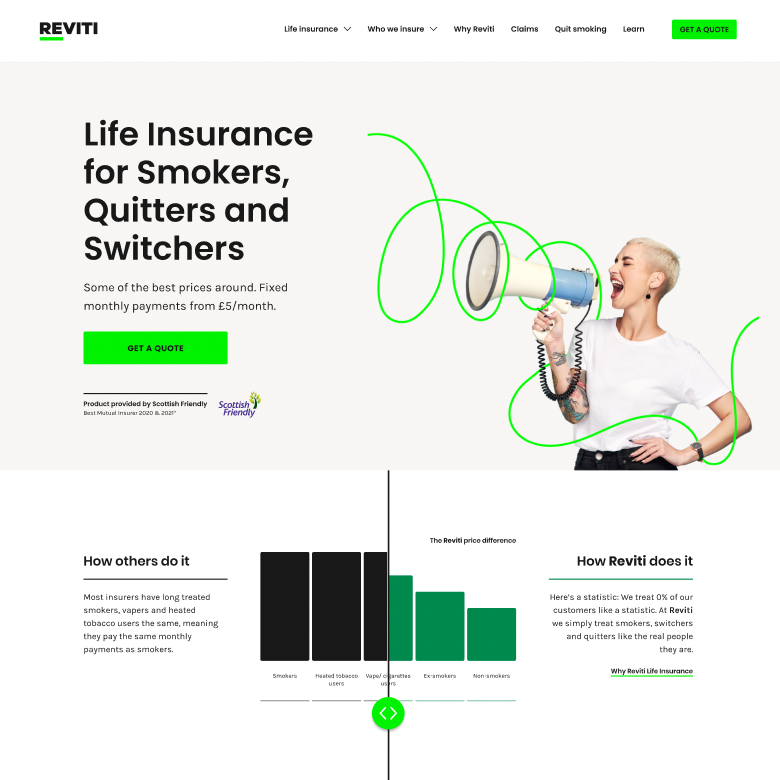 REVITI
Life insurance
Who we insure
Why Reviti
Claims
Quit smoking
Learn
GET A QUOTE
Life Insurance
for Smokers,
Quitters and
Switchers
Some of the best prices around. Fixed
monthly payments from £5/month.
GET A QUOTE
Product provided by Scottish Friendly
Best Mutual Insurer 2020 & 2021*
Scottish
Friendly
The Reviti price difference
How others do it
Most insurers have long treated
smokers, vapers and heated
tobacco users the same, meaning
they pay the same monthly
payments as smokers.
Smokers
Heated tobacco
users
Vape/ cigarettes
users
Ex-smokers
Non-smokers
How Reviti does it
Here's a statistic: We treat 0% of our
customers like a statistic. At Reviti
we simply treat smokers, switchers
and quitters like the real people
they are.
Why Reviti Life Insurance